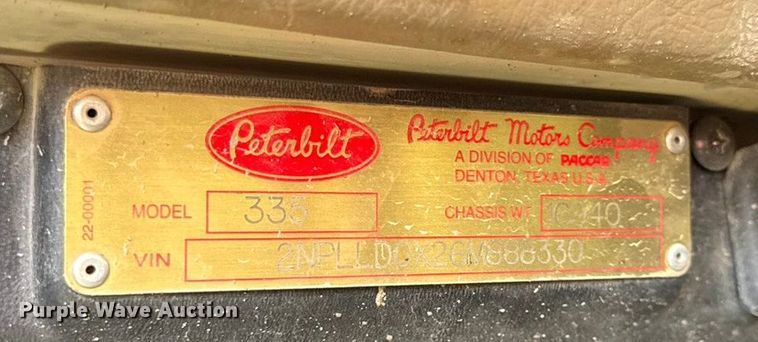 Peterbilt
Peterbilt Motors Company
A DIVISION OF PACCAR
DENTON, TEXAS U.S.A.
MODEL 335
CHASSIS WT.
VIN
22-00001
Purple Wave Auction